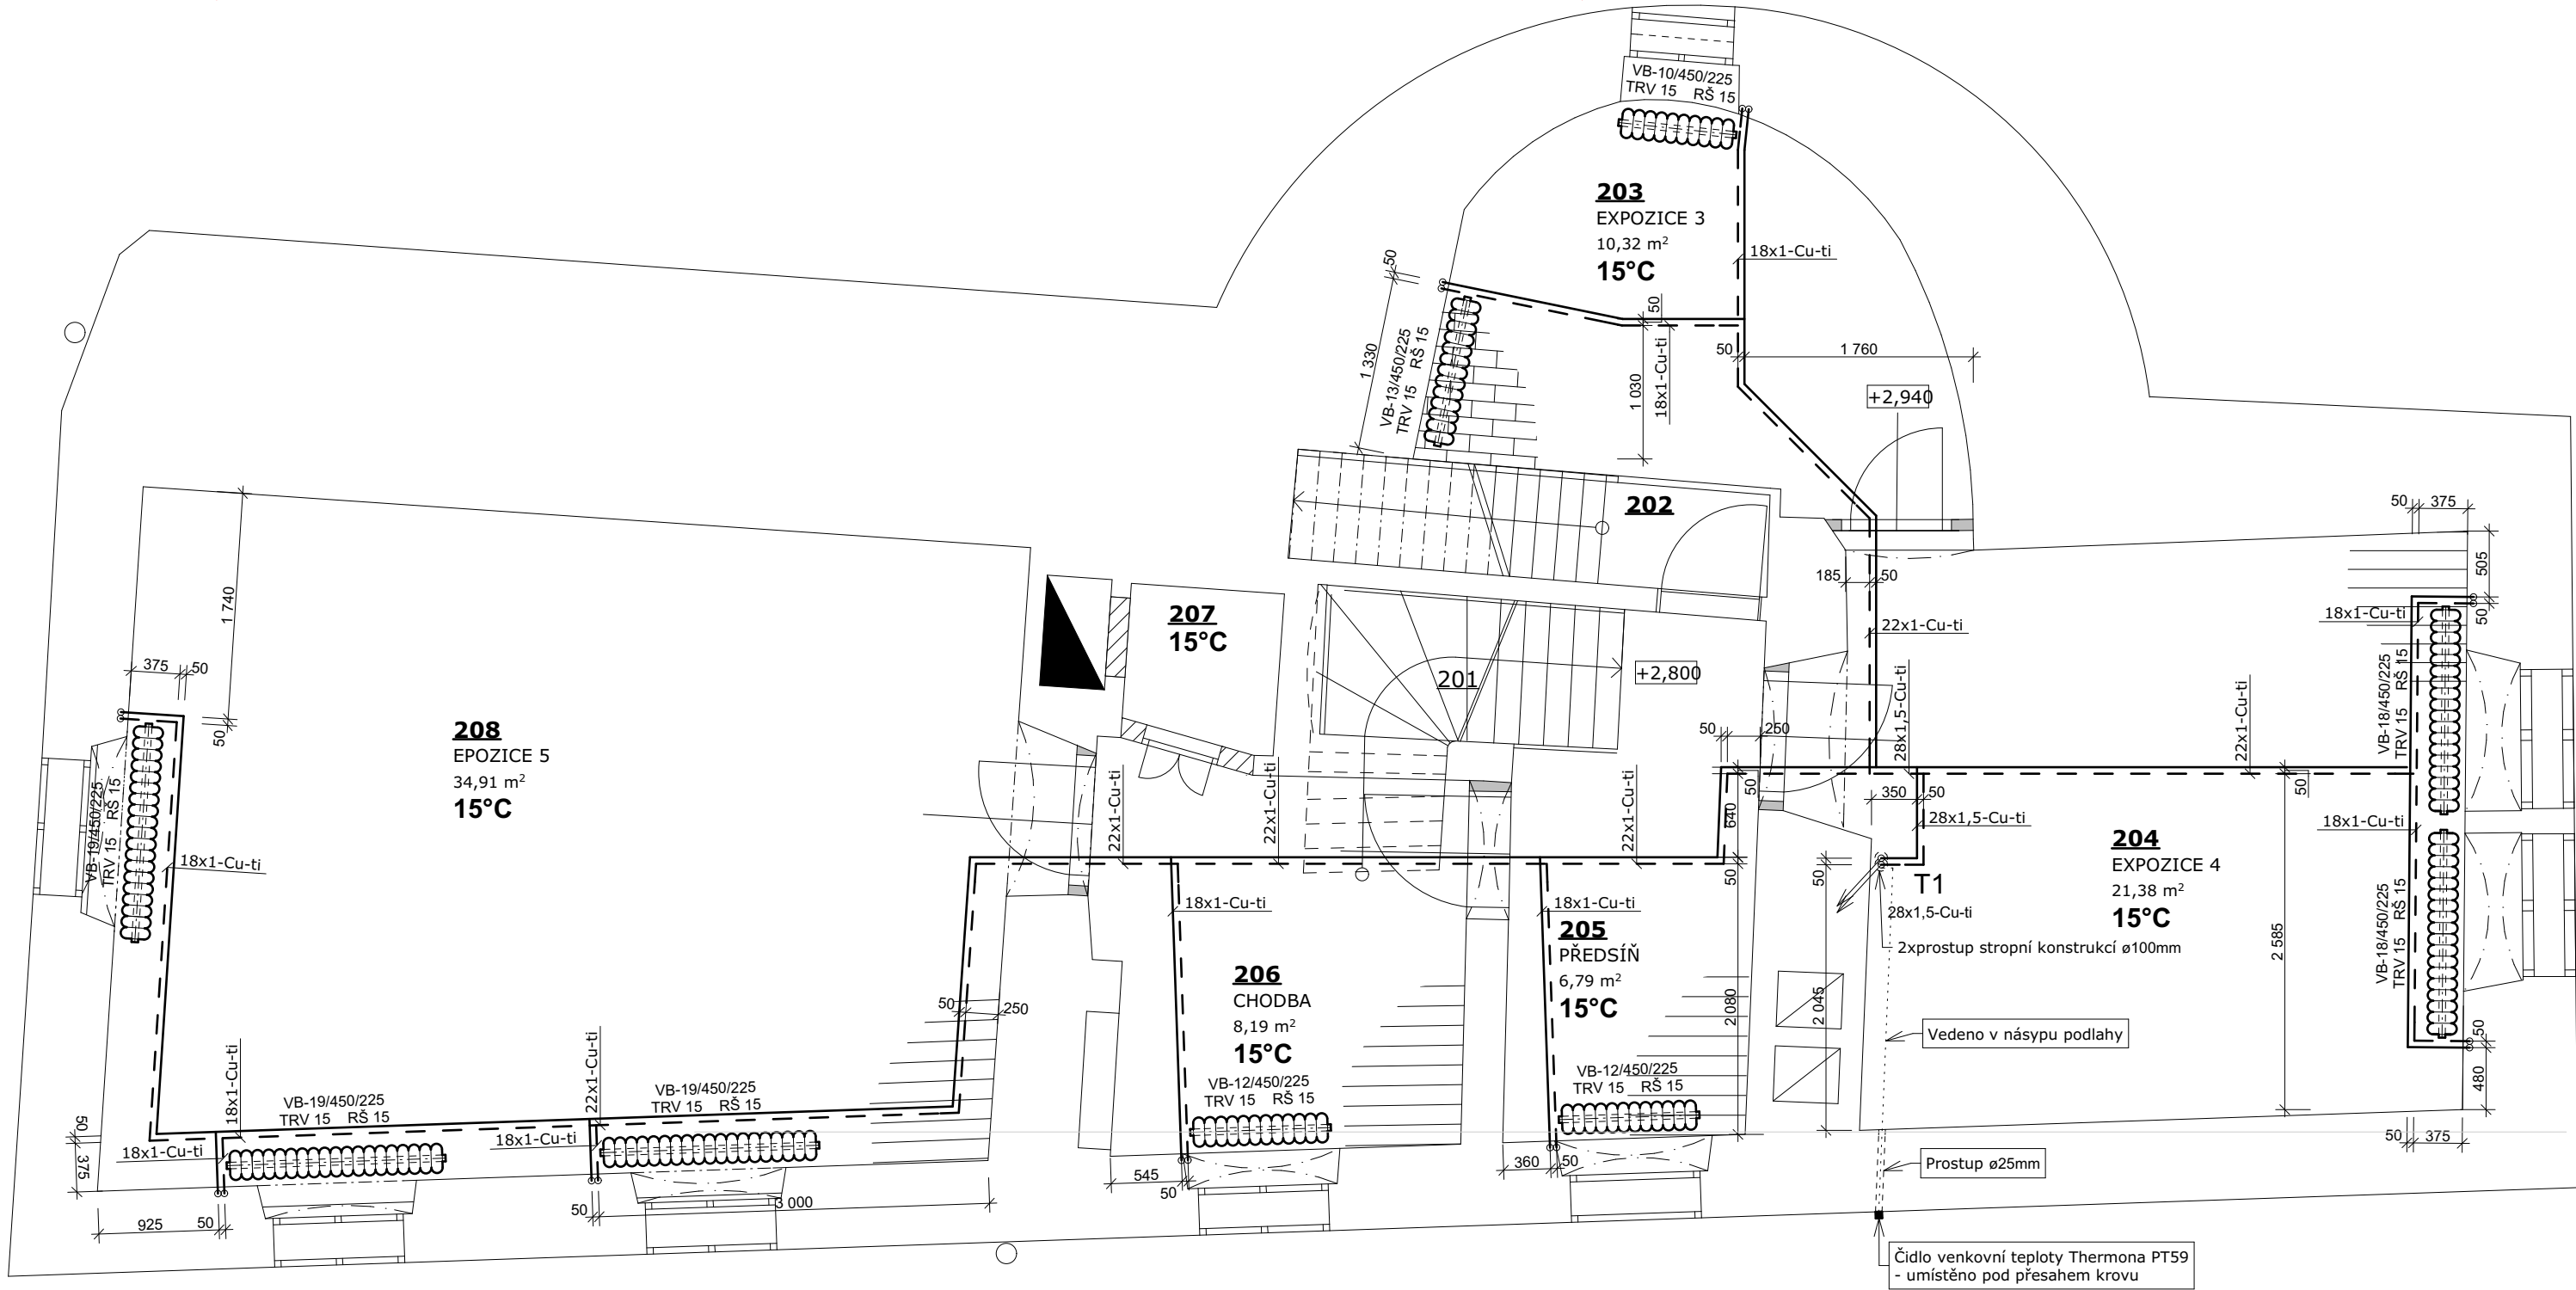 VB-10/450/225
TRV 15 RŠ 15
203
EXPOZICE 3
10,32 m²
15°C
18x1-Cu-ti
50
50
1 330
VB-13/450/225
TRV 15 RŠ 15
1 030
18x1-Cu-ti
50
1 760
+2,940
202
50
375
505
50
185
50
22x1-Cu-ti
18x1-Cu-ti
VB-18/450/225
TRV 15 RŠ 15
1 740
375
50
50
207
15°C
201
+2,800
50
250
28x1,5-Cu-ti
22x1-Cu-ti
208
EPOZICE 5
34,91 m²
15°C
VB-19/450/225
TRV 15 RŠ 15
18x1-Cu-ti
22x1-Cu-ti
22x1-Cu-ti
22x1-Cu-ti
50
640
50
350
50
28x1,5-Cu-ti
50
18x1-Cu-ti
204
EXPOZICE 4
21,38 m²
15°C
T1
28x1,5-Cu-ti
2xprostup stropní konstrukcí ø100mm
50
2 045
2 585
VB-18/450/225
TRV 15 RŠ 15
18x1-Cu-ti
18x1-Cu-ti
205
PŘEDSÍŇ
6,79 m²
15°C
2 080
206
CHODBA
8,19 m²
15°C
50
250
Vedeno v násypu podlahy
VB-12/450/225
TRV 15 RŠ 15
VB-12/450/225
TRV 15 RŠ 15
18x1-Cu-ti
22x1-Cu-ti
VB-19/450/225
TRV 15 RŠ 15
VB-19/450/225
TRV 15 RŠ 15
50
375
18x1-Cu-ti
18x1-Cu-ti
50
480
50
375
Prostup ø25mm
545
50
360
50
925
50
50
3 000
Čidlo venkovní teploty Thermona PT59
- umístěno pod přesahem krovu